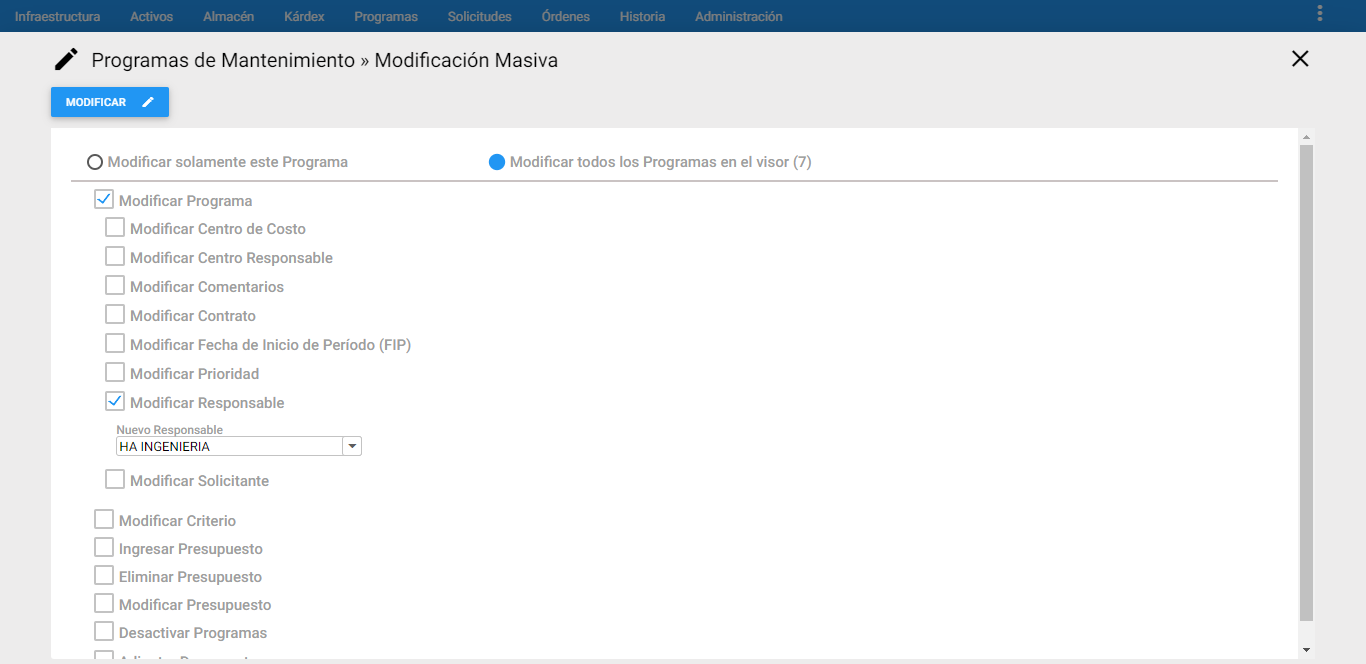 Infraestructura Activos Almacén Kárdex Programas Solicitudes Órdenes Historia Administración
Programas de Mantenimiento » Modificación Masiva
MODIFICAR
Modificar solamente este Programa Modificar todos los Programas en el visor (7)
Modificar Programa
Modificar Centro de Costo
Modificar Centro Responsable
Modificar Comentarios
Modificar Contrato
Modificar Fecha de Inicio de Período (FIP)
Modificar Prioridad
Modificar Responsable
Nuevo Responsable
HA INGENIERIA
Modificar Solicitante
Modificar Criterio
Ingresar Presupuesto
Eliminar Presupuesto
Modificar Presupuesto
Desactivar Programas